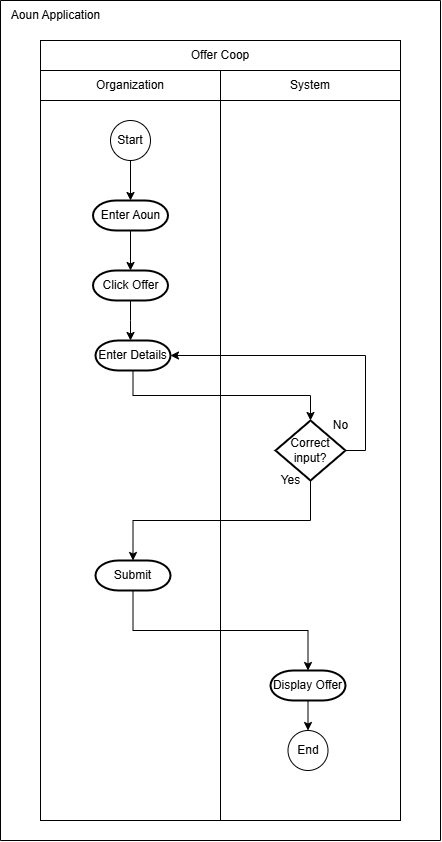 Aoun Application
Offer Coop
Organization
System
Start
Enter Aoun
Click Offer
Enter Details
No
Correct
input?
Yes
Submit
Display Offer
End